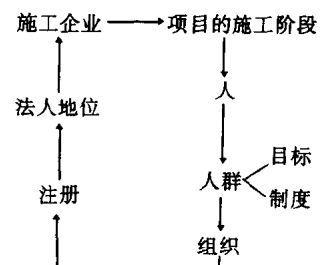 施工企业 项目的施工阶段
人
法人地位
目标
人群
注册 制度
组织